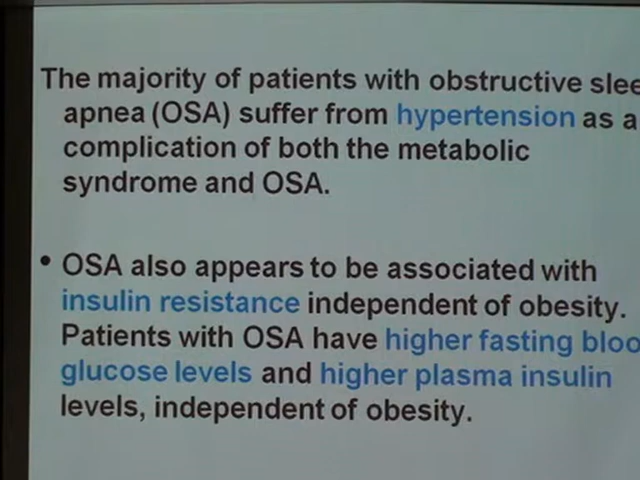 The majority of patients with obstructive slee
apnea (OSA) suffer from hypertension as a
complication of both the metabolic
syndrome and OSA.
• OSA also appears to be associated with
insulin resistance independent of obesity.
Patients with OSA have higher fasting bloo
glucose levels and higher plasma insulin
levels, independent of obesity.